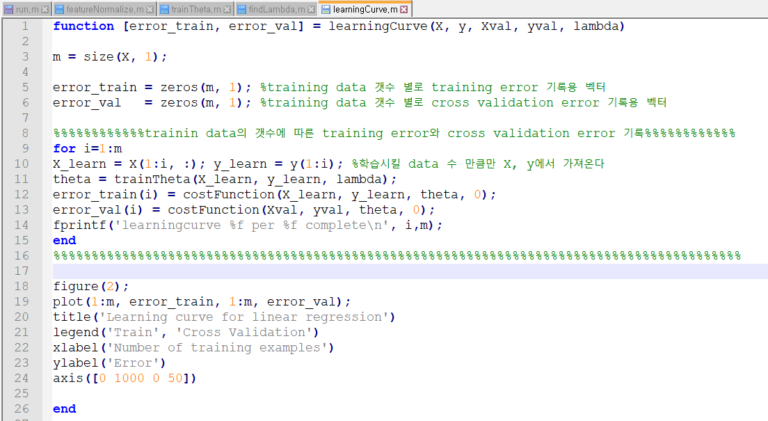 run.m featureNormalize.m trainTheta.m findLambda.m learningCurve.m
1 function [error_train, error_val] = learningCurve(X, y, Xval, yval, lambda)
2
3 m = size(X, 1);
4
5 error_train = zeros(m, 1); %training data 갯수 별로 training error 기록용 벡터
6 error_val   = zeros(m, 1); %training data 갯수 별로 cross validation error 기록용 벡터
7
8 %%%%%%%%%%%%trainin data의 갯수에 따른 training error와 cross validation error 기록%%%%%%%%%%%%
9 for i=1:m
10 X_learn = X(1:i, :); y_learn = y(1:i); %학습시킬 data 수 만큼만 X, y에서 가져온다
11 theta = trainTheta(X_learn, y_learn, lambda);
12 error_train(i) = costFunction(X_learn, y_learn, theta, 0);
13 error_val(i) = costFunction(Xval, yval, theta, 0);
14 fprintf('learningcurve %f per %f complete\n', i,m);
15 end
16 %%%%%%%%%%%%%%%%%%%%%%%%%%%%%%%%%%%%%%%%%%%%%%%%%%%%%%%%%%%%%%%%%%%%%%%%%%%%%%%%%%%%%%%%%%%%
17
18 figure(2);
19 plot(1:m, error_train, 1:m, error_val);
20 title('Learning curve for linear regression')
21 legend('Train', 'Cross Validation')
22 xlabel('Number of training examples')
23 ylabel('Error')
24 axis([0 1000 0 50])
25
26 end